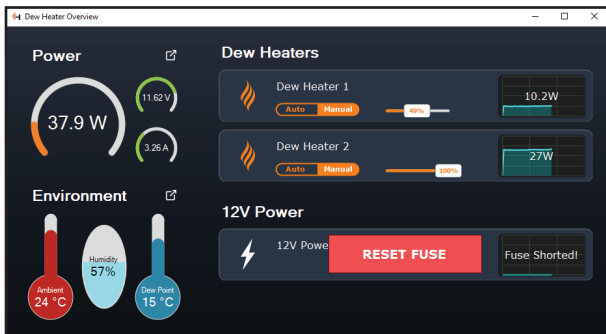 Dew Heater Overview
Power
37.9 W
11.62 V
3.26 A
Environment
Ambient
24 °C
Humidity
57%
Dew Point
15 °C
Dew Heaters
Dew Heater 1
Auto Manual
49%
10.2W
Dew Heater 2
Auto Manual
100%
27W
12V Power
12V Powe
RESET FUSE
Fuse Shorted!